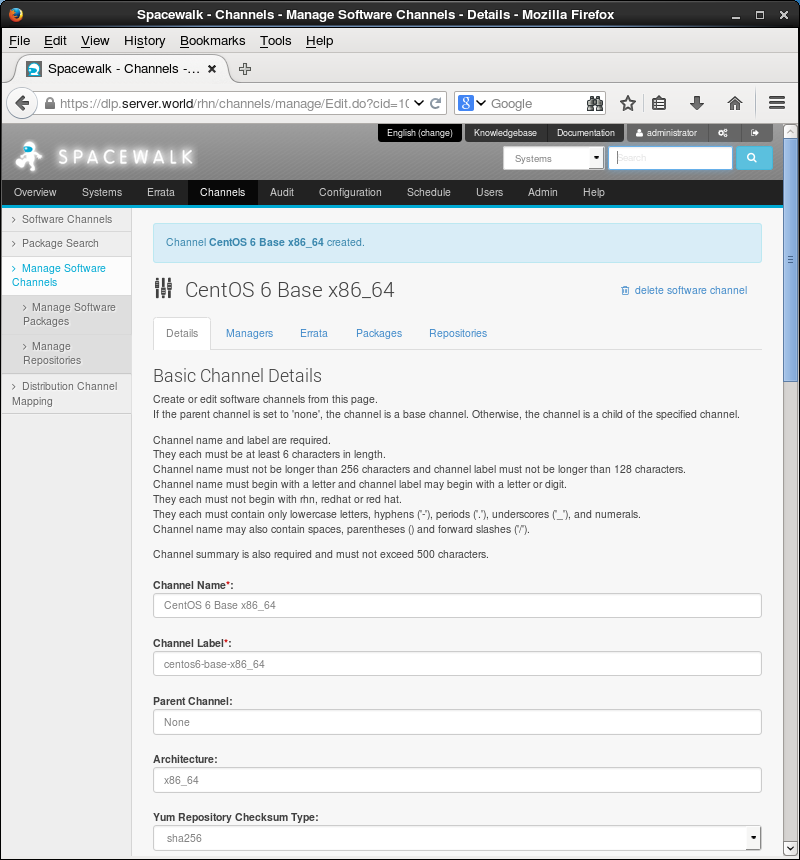 Spacewalk - Channels - Manage Software Channels - Details - Mozilla Firefox
File Edit View History Bookmarks Tools Help
Spacewalk - Channels -...
https://dlp.server.world/rhn/channels/manage/Edit.do?cid=10
Google
English (change) Knowledgebase Documentation administrator
SPACEWALK
Systems Search
Overview Systems Errata Channels Audit Configuration Schedule Users Admin Help
Software Channels
Package Search
Manage Software
Channels
Manage Software
Packages
Manage
Repositories
Distribution Channel
Mapping
Channel CentOS 6 Base x86_64 created.
CentOS 6 Base x86_64
delete software channel
Details Managers Errata Packages Repositories
Basic Channel Details
Create or edit software channels from this page.
If the parent channel is set to 'none', the channel is a base channel. Otherwise, the channel is a child of the specified channel.
Channel name and label are required.
They each must be at least 6 characters in length.
Channel name must not be longer than 256 characters and channel label must not be longer than 128 characters.
Channel name must begin with a letter and channel label may begin with a letter or digit.
They each must not begin with rhn, redhat or red hat.
They each must contain only lowercase letters, hyphens ('-'), periods ('.'), underscores ('_'), and numerals.
Channel name may also contain spaces, parentheses () and forward slashes ('/').
Channel summary is also required and must not exceed 500 characters.
Channel Name*:
CentOS 6 Base x86_64
Channel Label*:
centos6-base-x86_64
Parent Channel:
None
Architecture:
x86_64
Yum Repository Checksum Type:
sha256